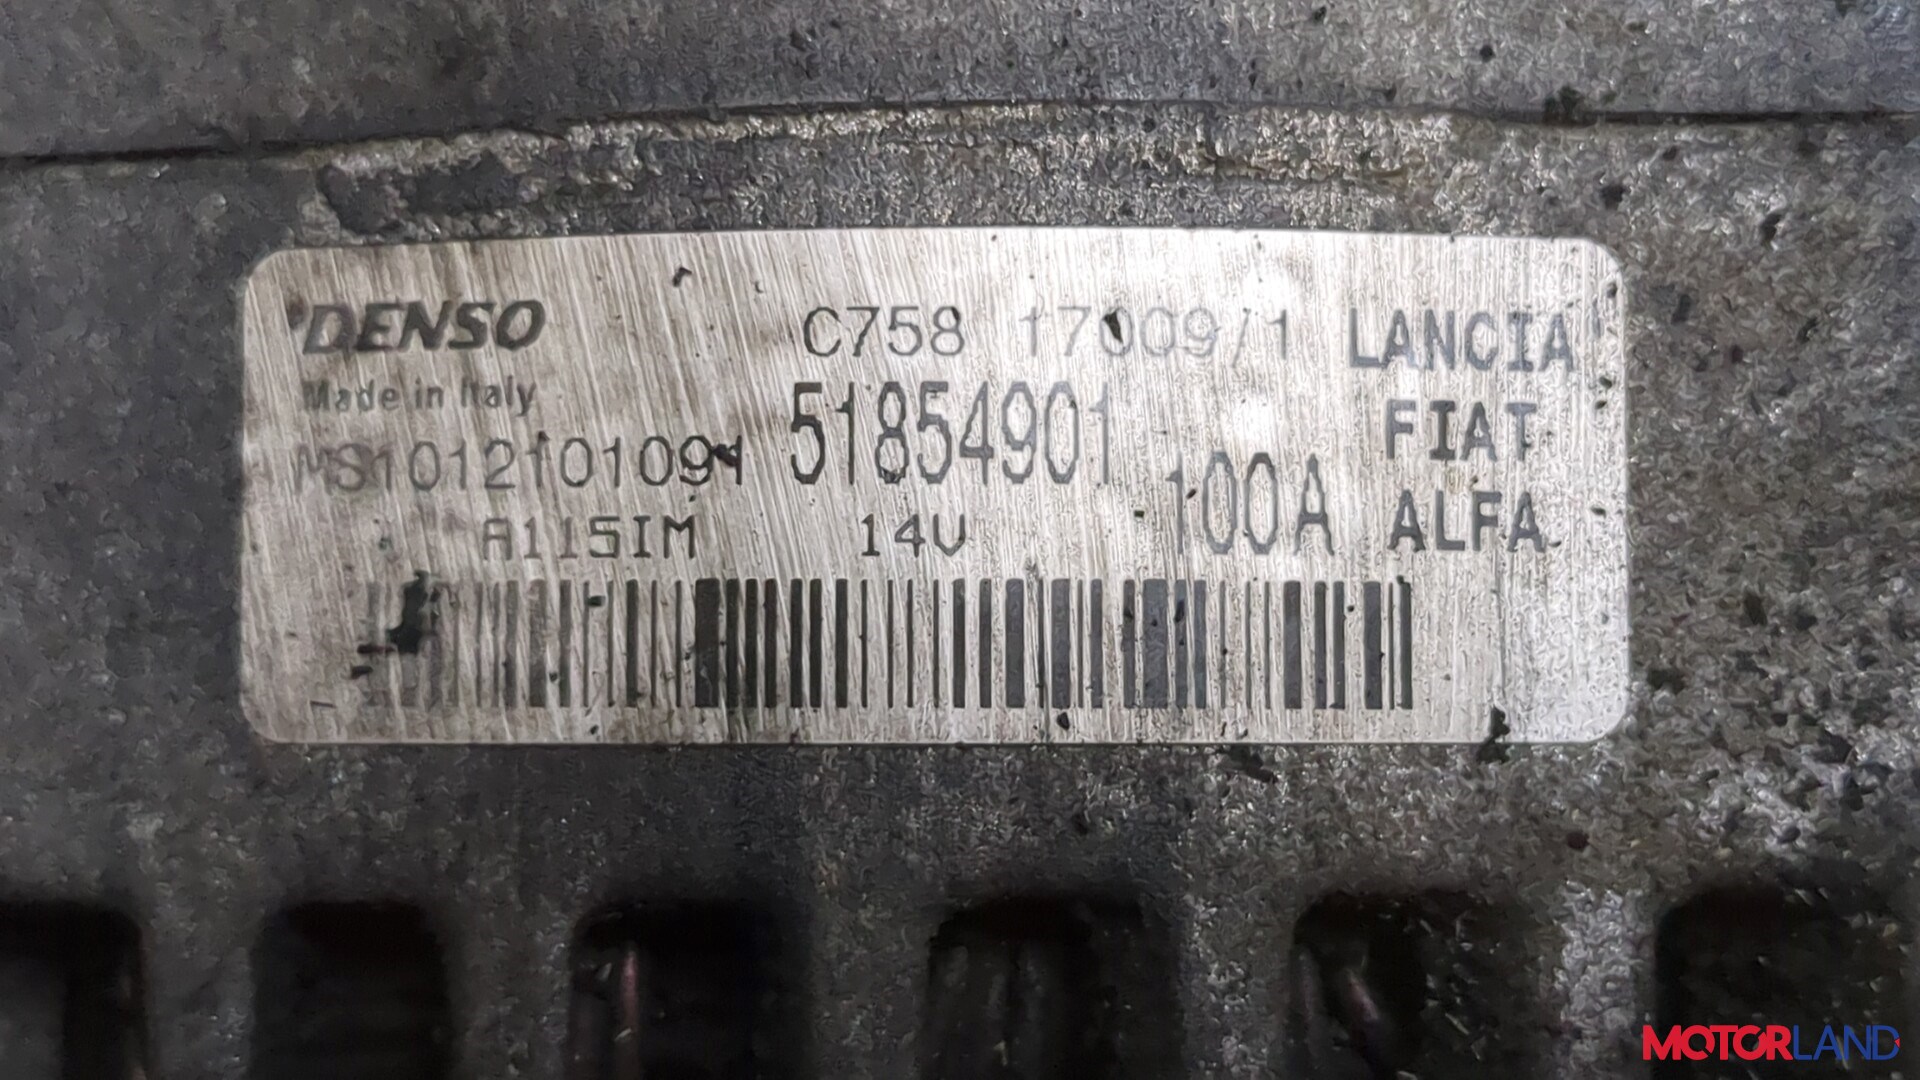 DENSO
Made in Italy
MS1012101091
A115IM
C758 17009/1
51854901
14V
100A
LANCIA
FIAT
ALFA
MOTORLAND